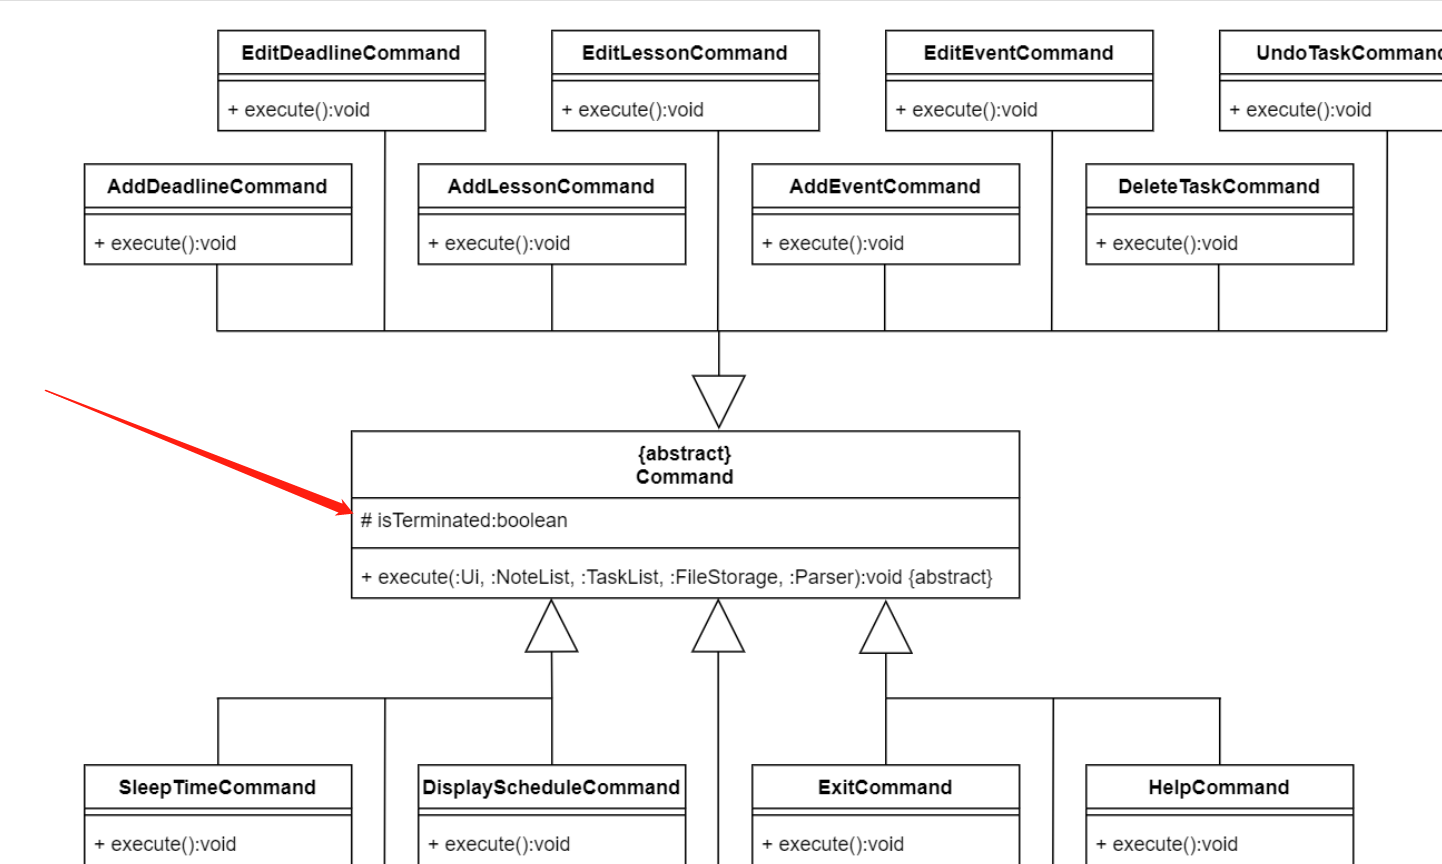 EditDeadlineCommand
+ execute():void
EditLessonCommand
+ execute():void
EditEventCommand
+ execute():void
UndoTaskCommand
+ execute():void
AddDeadlineCommand
+ execute():void
AddLessonCommand
+ execute():void
AddEventCommand
+ execute():void
DeleteTaskCommand
+ execute():void
{abstract}
Command
# isTerminated:boolean
+ execute(:Ui, :NoteList, :TaskList, :FileStorage, :Parser):void {abstract}
SleepTimeCommand
+ execute():void
DisplayScheduleCommand
+ execute():void
ExitCommand
+ execute():void
HelpCommand
+ execute():void